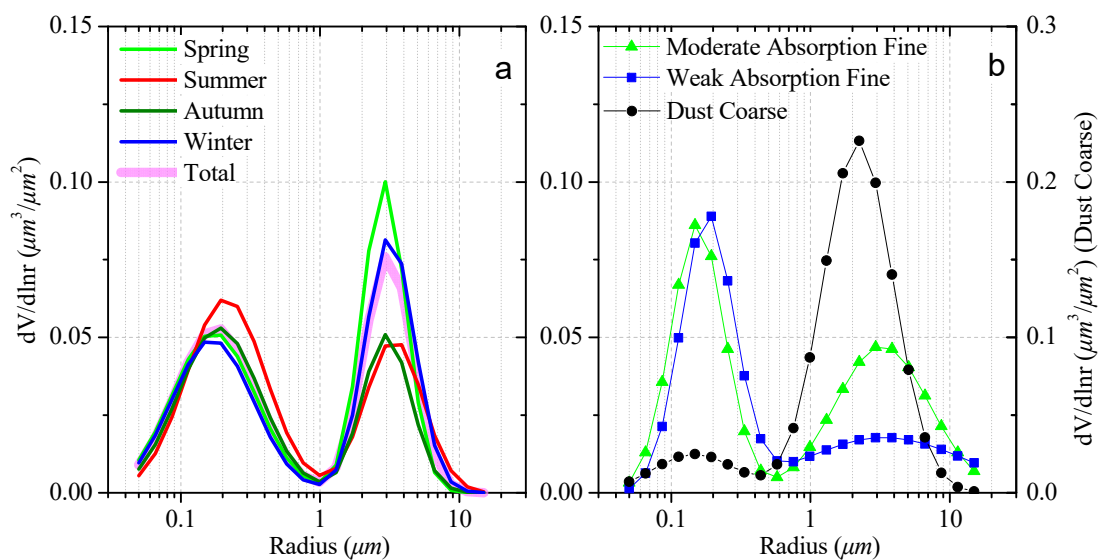 0.15
0.10
0.05
0.00
dV/dlnr (μm³/μm²)
Spring
Summer
Autumn
Winter
Total
a
0.1 1 10
Radius (μm)
0.15
0.10
0.05
0.00
Moderate Absorption Fine
Weak Absorption Fine
Dust Coarse
b
0.1 1 10
Radius (μm)
0.3
0.2
0.1
0.0
dV/dlnr (μm³/μm²) (Dust Coarse)